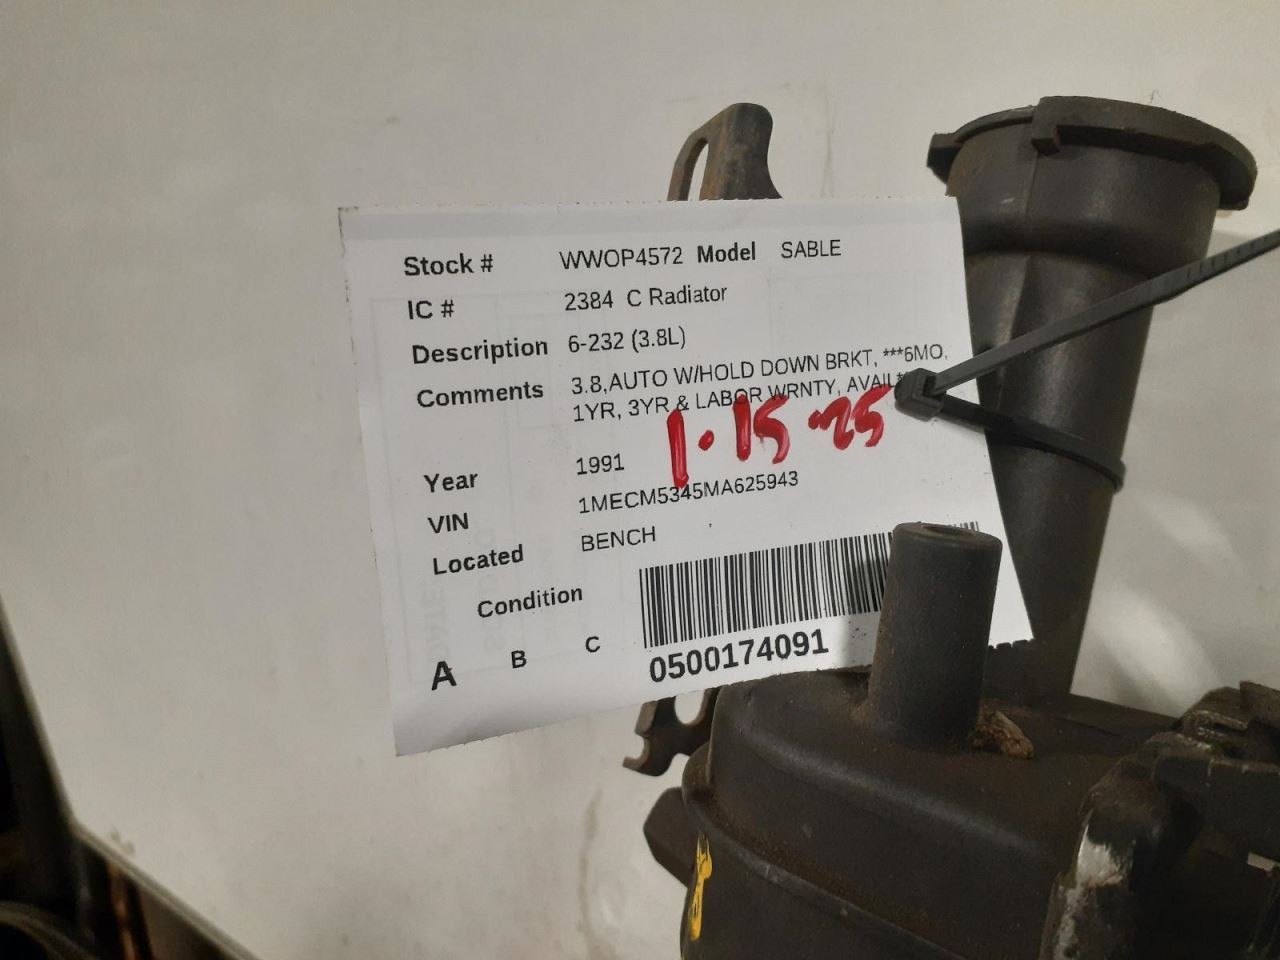 Stock # WWOP4572 Model SABLE
IC # 2384 C Radiator
Description 6-232 (3.8L)
Comments 3.8,AUTO W/HOLD DOWN BRKT, ***6MO,
1YR, 3YR & LABOR WRNTY, AVAIL*
1·15·25
Year 1991
VIN 1MECM5345MA625943
Located BENCH
Condition
A B C
0500174091